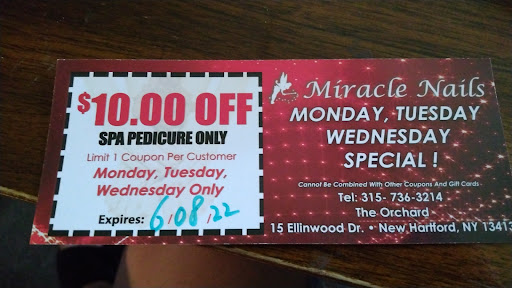 $10.00 OFF
SPA PEDICURE ONLY
Limit 1 Coupon Per Customer
Monday, Tuesday,
Wednesday Only
Expires: 6,08,22
Miracle Nails
MONDAY, TUESDAY
WEDNESDAY
SPECIAL!
Cannot Be Combined With Other Coupons And Gift Cards
Tel: 315-736-3214
The Orchard
15 Ellinwood Dr. • New Hartford, NY 13413